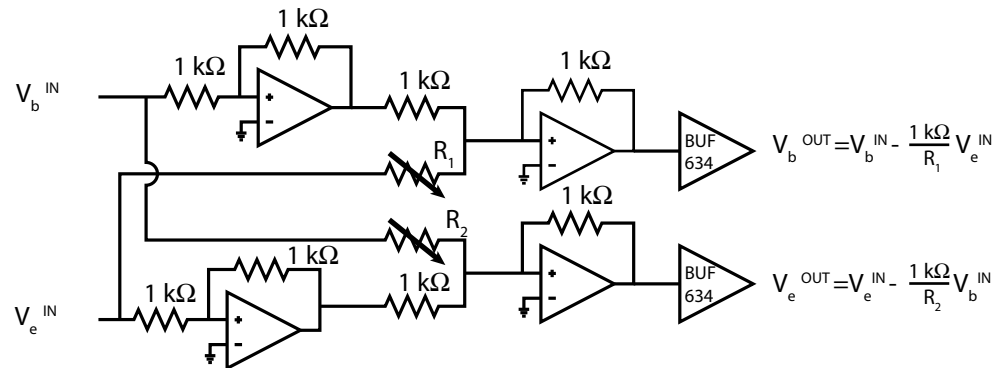 1 kΩ
1 kΩ
V_b^IN
+
-
1 kΩ
1 kΩ
+
-
BUF
634
V_b^OUT=V_b^IN - 1 kΩ/R_1 V_e^IN
R_1
R_2
1 kΩ
1 kΩ
1 kΩ
V_e^IN
+
-
1 kΩ
+
-
BUF
634
V_e^OUT=V_e^IN - 1 kΩ/R_2 V_b^IN